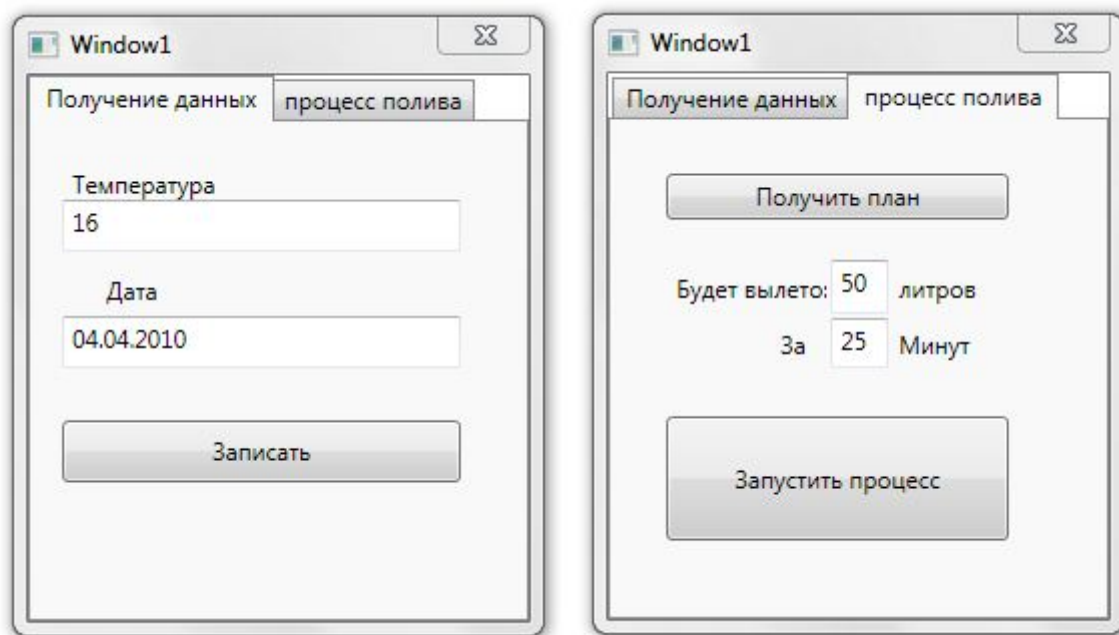 Window1
Получение данных процесс полива
Температура
16
Дата
04.04.2010
Записать
Window1
Получение данных процесс полива
Получить план
Будет вылето: 50 литров
За 25 Минут
Запустить процесс